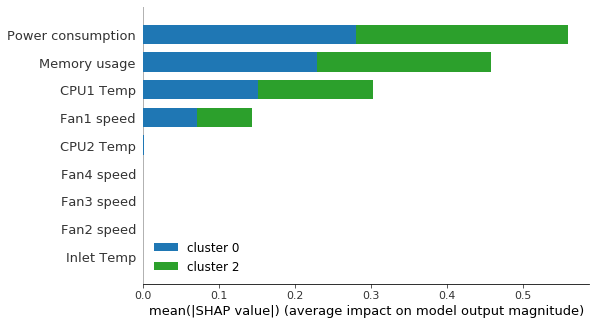 Power consumption
Memory usage
CPU1 Temp
Fan1 speed
CPU2 Temp
Fan4 speed
Fan3 speed
Fan2 speed
Inlet Temp
cluster 0
cluster 2
0.0 0.1 0.2 0.3 0.4 0.5
mean(|SHAP value|) (average impact on model output magnitude)